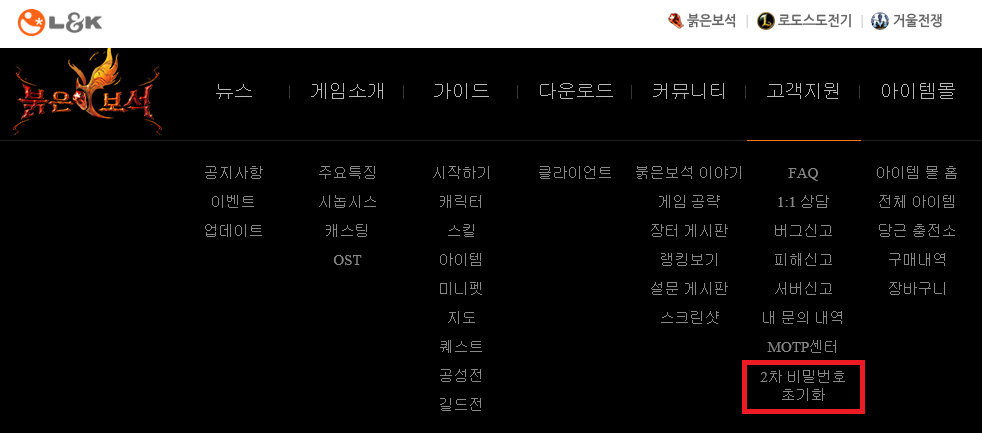 L&K
붉은보석
로도스도전기
거울전쟁
붉은보석
뉴스
게임소개
가이드
다운로드
커뮤니티
고객지원
아이템몰
공지사항
이벤트
업데이트
주요특징
시놉시스
캐스팅
OST
시작하기
캐릭터
스킬
아이템
미니펫
지도
퀘스트
공성전
길드전
클라이언트
붉은보석 이야기
게임 공략
장터 게시판
랭킹보기
설문 게시판
스크린샷
FAQ
1:1 상담
버그신고
피해신고
서버신고
내 문의 내역
MOTP센터
2차 비밀번호
초기화
아이템 몰 홈
전체 아이템
당근 충전소
구매내역
장바구니